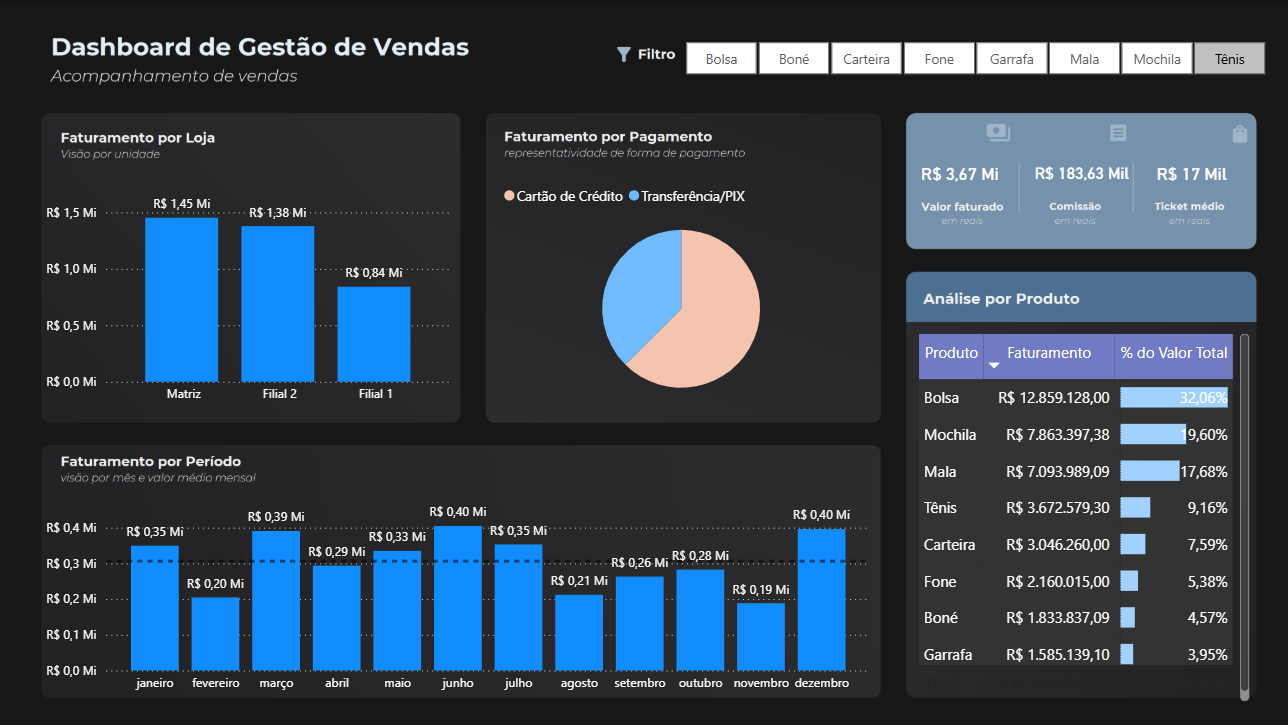 Dashboard de Gestão de Vendas
Acompanhamento de vendas
Filtro
Bolsa
Boné
Carteira
Fone
Garrafa
Mala
Mochila
Tênis
Faturamento por Loja
Visão por unidade
R$ 1,5 Mi
R$ 1,0 Mi
R$ 0,5 Mi
R$ 0,0 Mi
R$ 1,45 Mi
R$ 1,38 Mi
R$ 0,84 Mi
Matriz
Filial 2
Filial 1
Faturamento por Pagamento
representatividade de forma de pagamento
Cartão de Crédito
Transferência/PIX
R$ 3,67 Mi
Valor faturado
em reais
R$ 183,63 Mil
Comissão
em reais
R$ 17 Mil
Ticket médio
em reais
Faturamento por Período
visão por mês e valor médio mensal
R$ 0,4 Mi
R$ 0,3 Mi
R$ 0,2 Mi
R$ 0,1 Mi
R$ 0,0 Mi
R$ 0,35 Mi
R$ 0,20 Mi
R$ 0,39 Mi
R$ 0,29 Mi
R$ 0,33 Mi
R$ 0,40 Mi
R$ 0,35 Mi
R$ 0,21 Mi
R$ 0,26 Mi
R$ 0,28 Mi
R$ 0,19 Mi
R$ 0,40 Mi
janeiro
fevereiro
março
abril
maio
junho
julho
agosto
setembro
outubro
novembro
dezembro
Análise por Produto
Produto Faturamento % do Valor Total
Bolsa R$ 12.859.128,00 32,06%
Mochila R$ 7.863.397,38 19,60%
Mala R$ 7.093.989,09 17,68%
Tênis R$ 3.672.579,30 9,16%
Carteira R$ 3.046.260,00 7,59%
Fone R$ 2.160.015,00 5,38%
Boné R$ 1.833.837,09 4,57%
Garrafa R$ 1.585.139,10 3,95%
Total